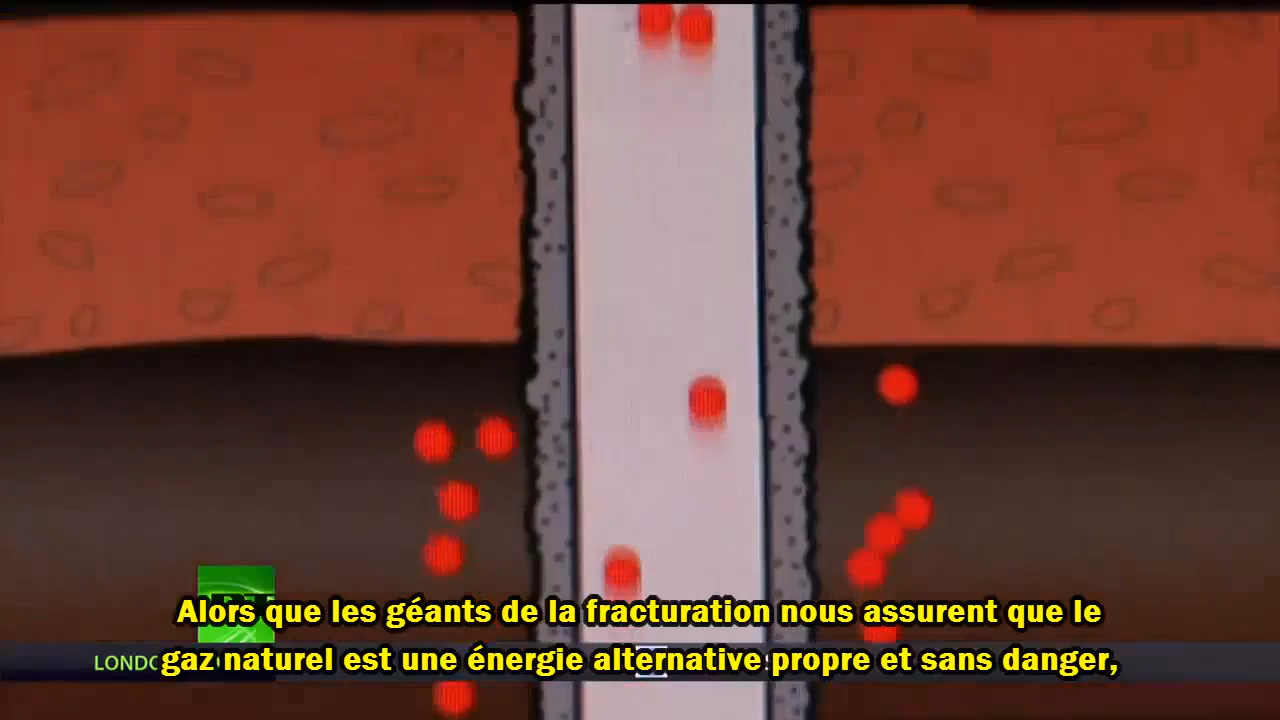 Alors que les géants de la fracturation nous assurent que le
gaz naturel est une énergie alternative propre et sans danger,